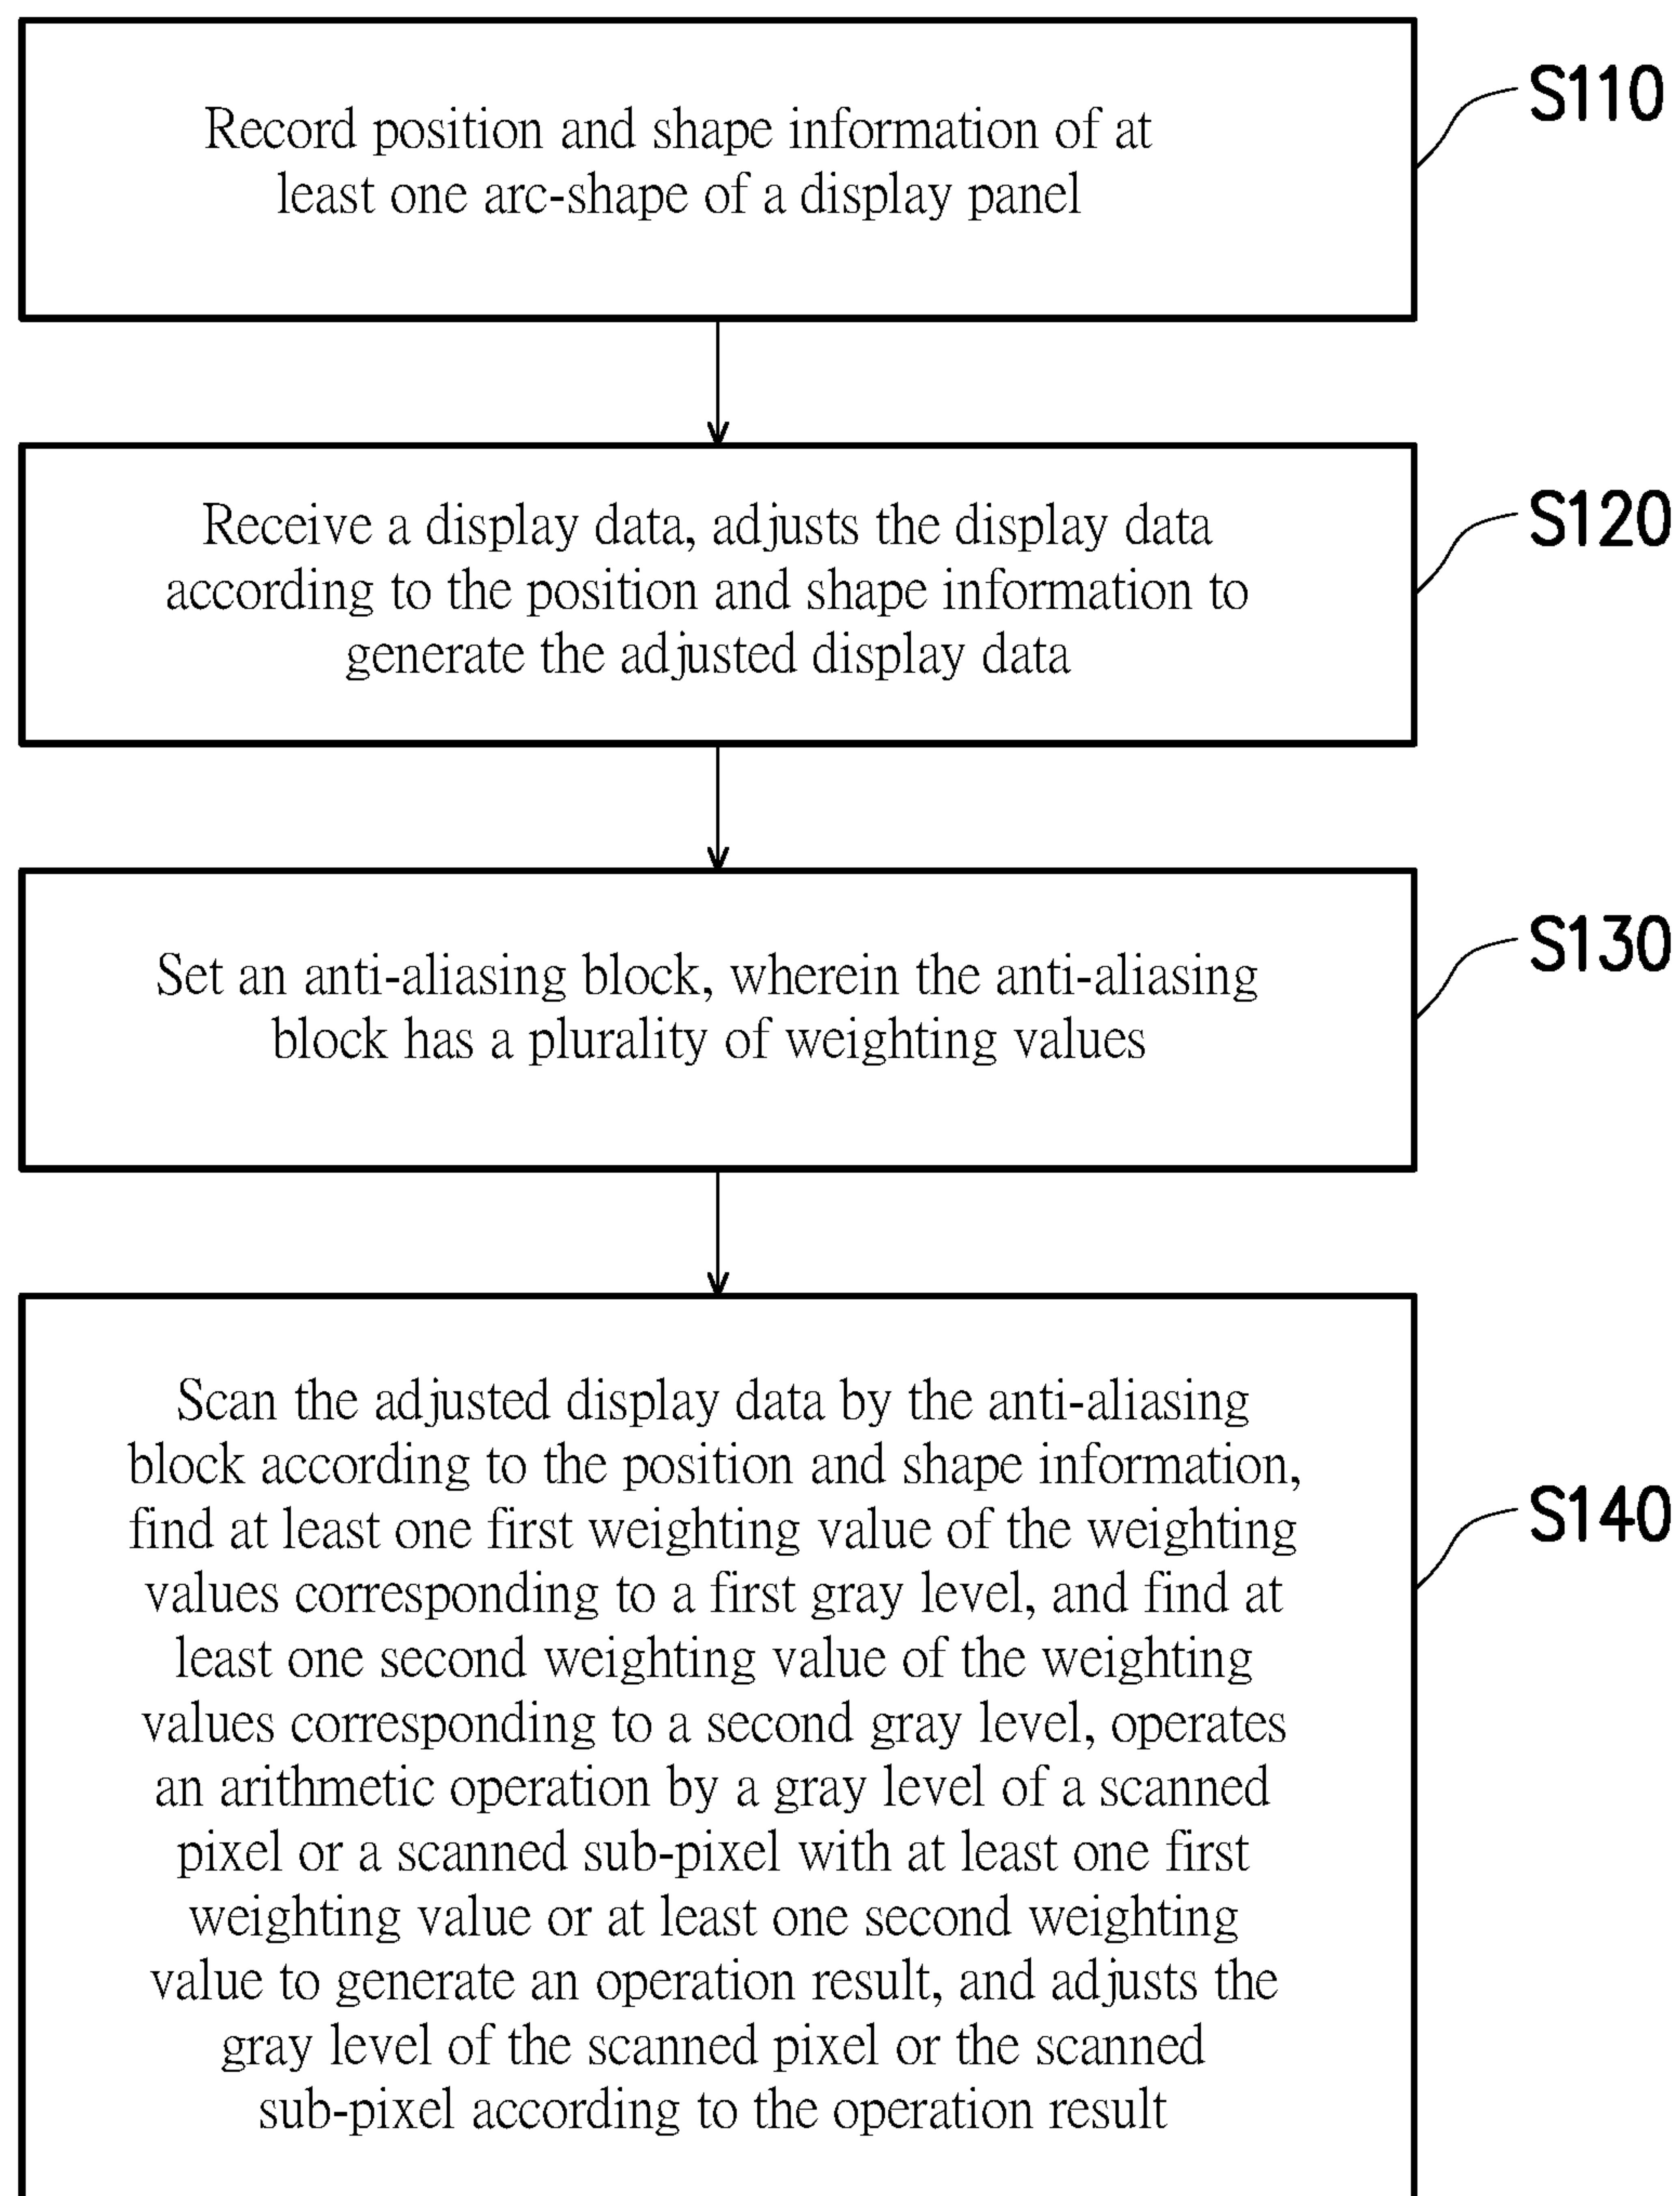 Record position and shape information of at
least one arc-shape of a display panel
S110
Receive a display data, adjusts the display data
according to the position and shape information to
generate the adjusted display data
S120
Set an anti-aliasing block, wherein the anti-aliasing
block has a plurality of weighting values
S130
Scan the adjusted display data by the anti-aliasing
block according to the position and shape information,
find at least one first weighting value of the weighting
values corresponding to a first gray level, and find at
least one second weighting value of the weighting
values corresponding to a second gray level, operates
an arithmetic operation by a gray level of a scanned
pixel or a scanned sub-pixel with at least one first
weighting value or at least one second weighting
value to generate an operation result, and adjusts the
gray level of the scanned pixel or the scanned
sub-pixel according to the operation result
S140